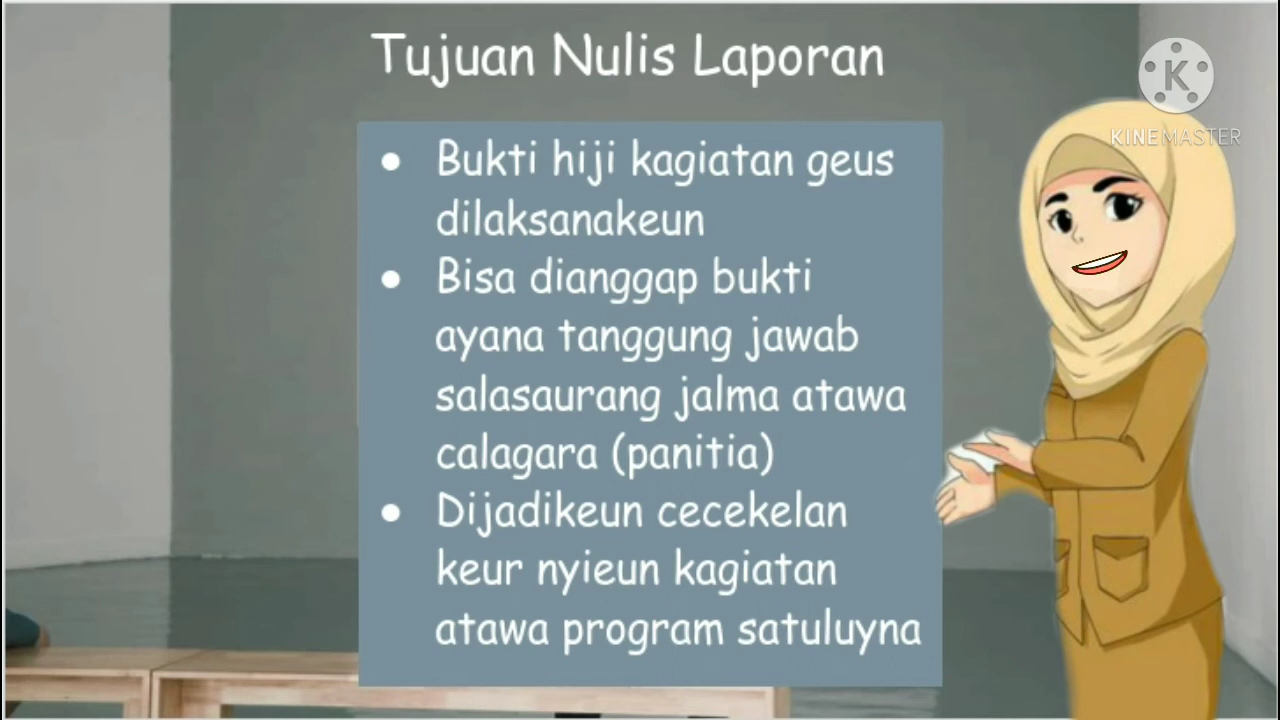 Tujuan Nulis Laporan
K
KINEMASTER
• Bukti hiji kagiatan geus
dilaksanakeun
• Bisa dianggap bukti
ayana tanggung jawab
salasaurang jalma atawa
calagara (panitia)
• Dijadikeun cecekelan
keur nyieun kagiatan
atawa program satuluyna